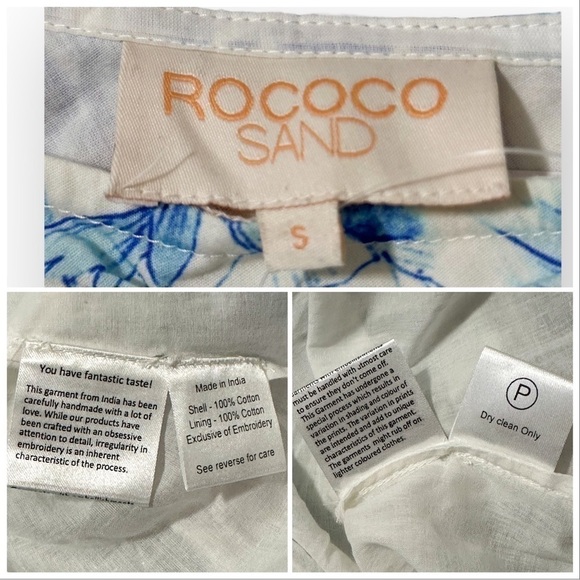 ROCOCO
SAND
S
You have fantastic taste!
This garment from India has been
carefully handmade with a lot of
love. While our products have
been crafted with an obsessive
attention to detail, irregularity in
embroidery is an inherent
characteristic of the process.
Made in India
Shell - 100% Cotton
Lining - 100% Cotton
Exclusive of Embroidery
See reverse for care
must be handled with utmost care
to ensure they don't come off.
This Garment has undergone a
special process which results in
variation in shading and colour of
the prints. The variation in prints
are intended and add to unique
characteristics of this garment.
The garments might rub off on
lighter coloured clothes.
P
Dry clean Only